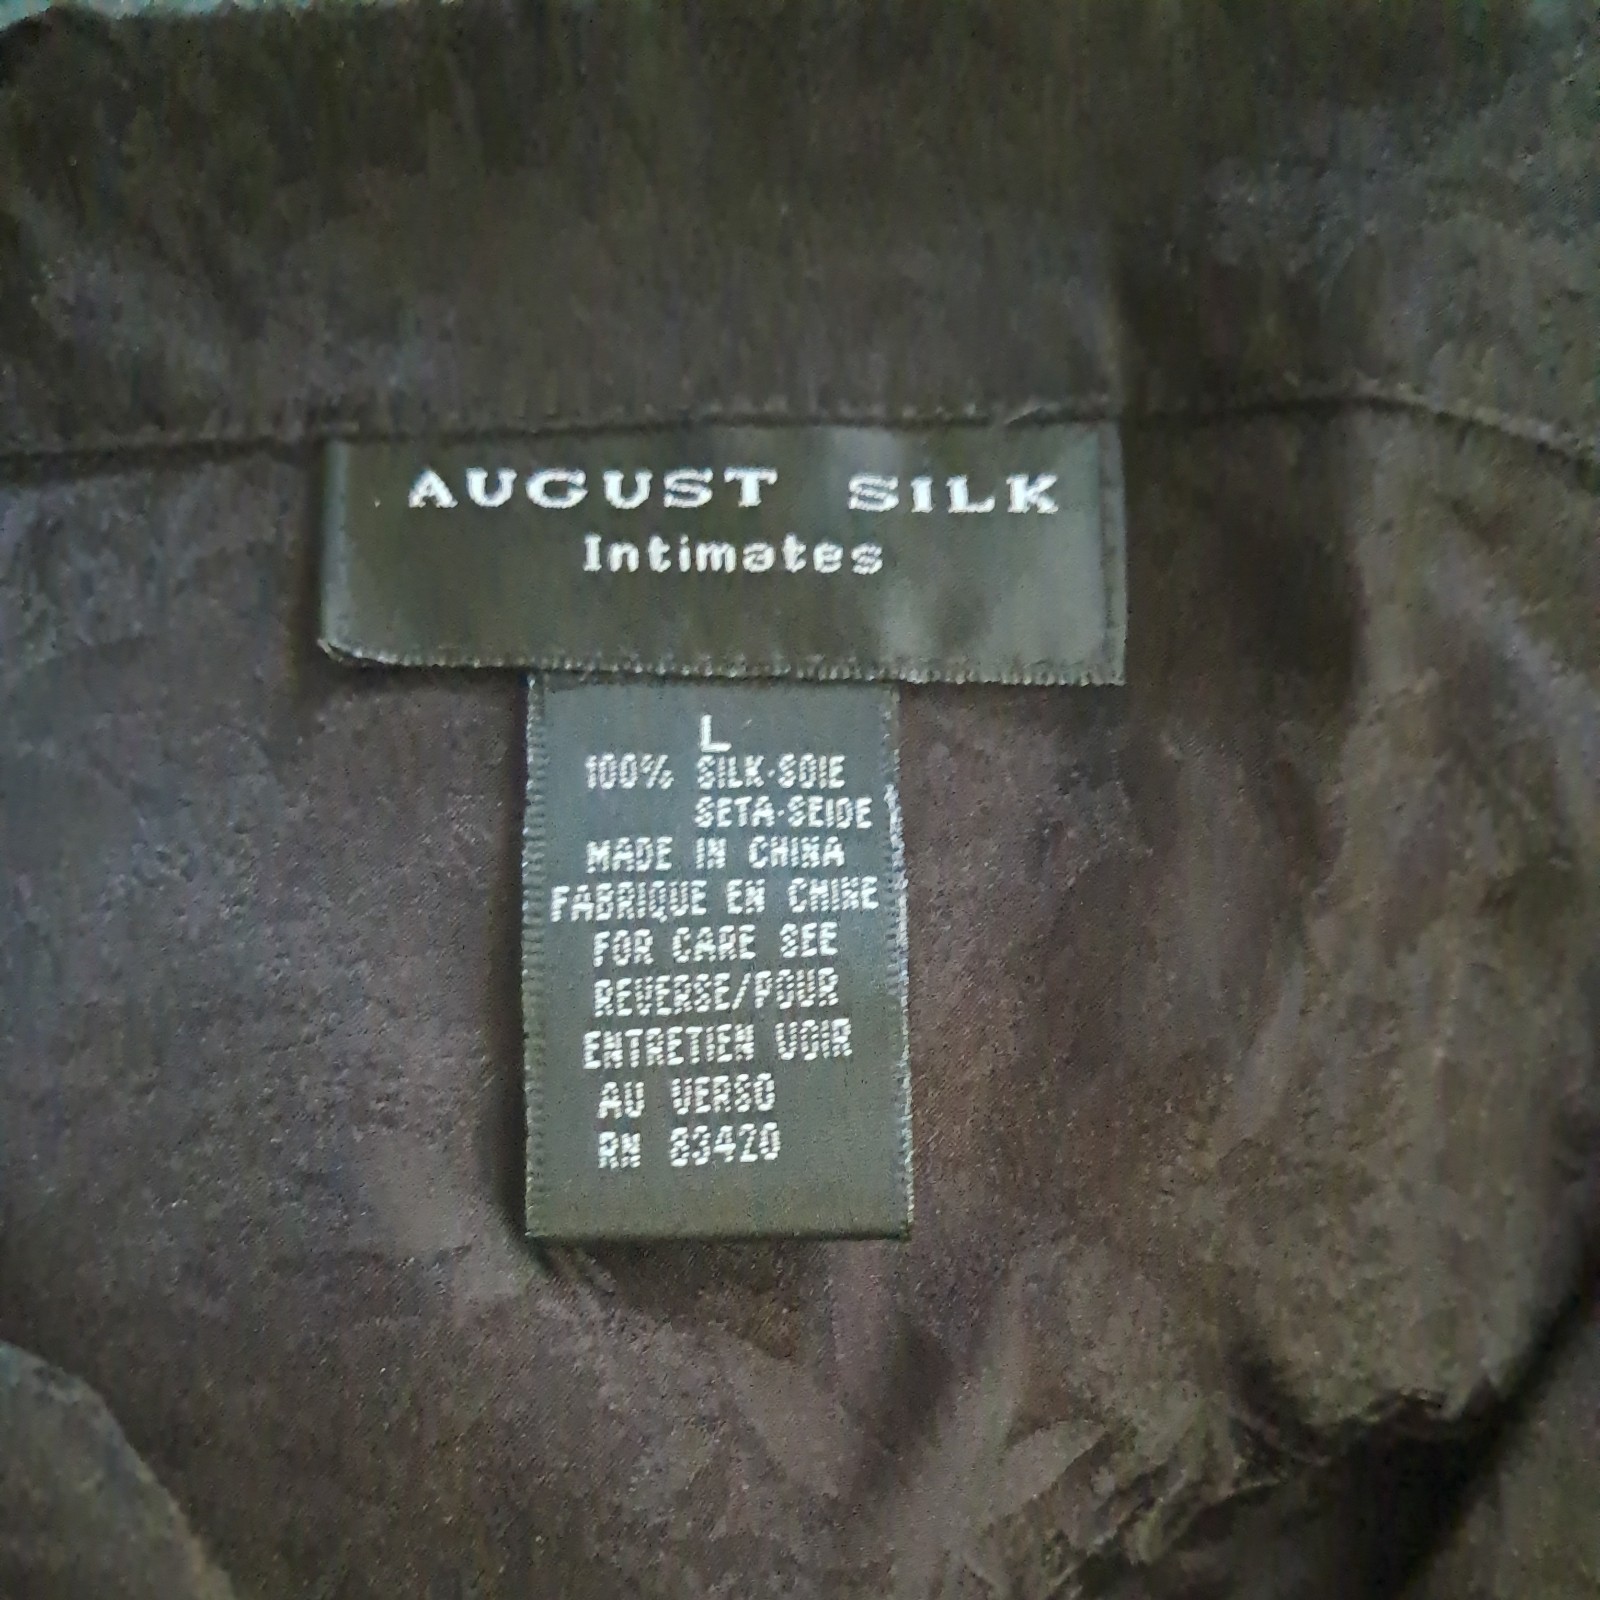 AUGUST SILK
Intimates
L
100% SILK·SOIE
SETA·SEIDE
MADE IN CHINA
FABRIQUE EN CHINE
FOR CARE SEE
REVERSE/POUR
ENTRETIEN VOIR
AU VERSO
RN 83420